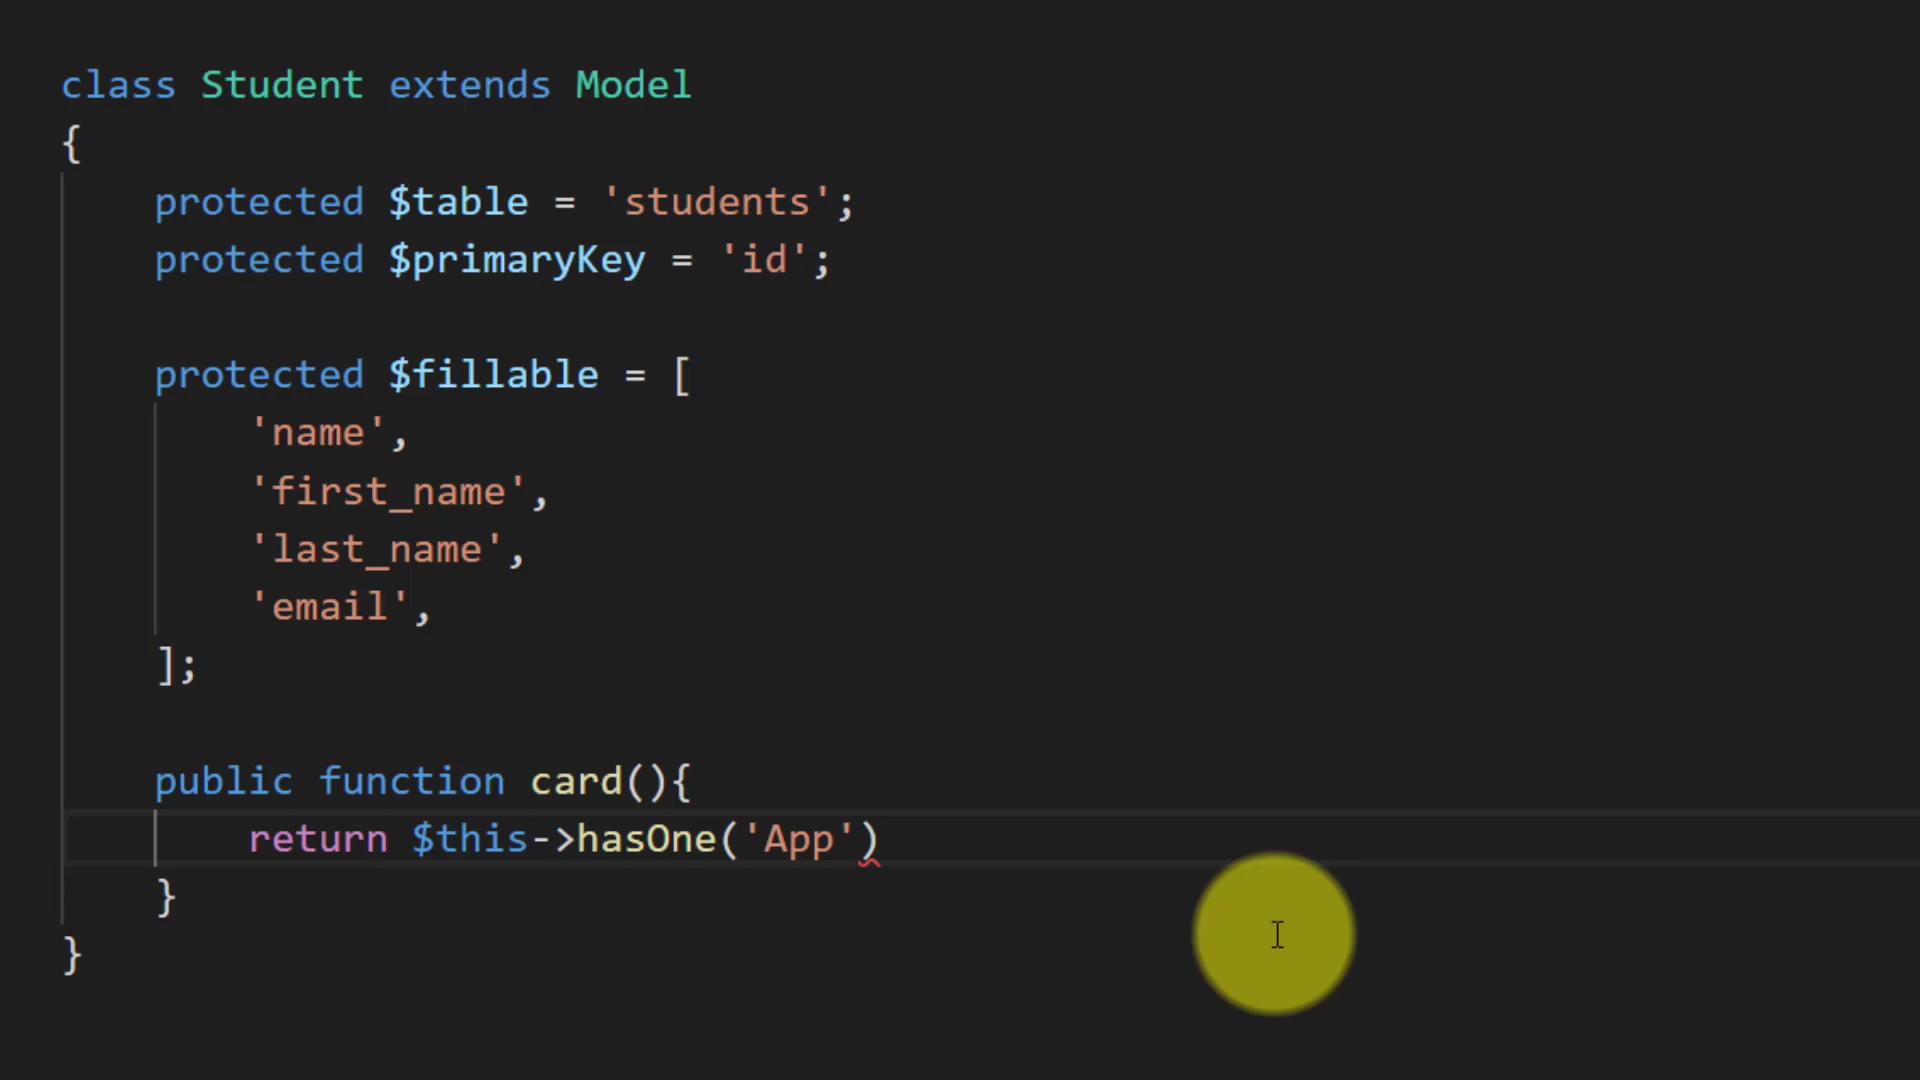 class Student extends Model
{
    protected $table = 'students';
    protected $primaryKey = 'id';

    protected $fillable = [
        'name',
        'first_name',
        'last_name',
        'email',
    ];

    public function card(){
        return $this->hasOne('App')
    }
}